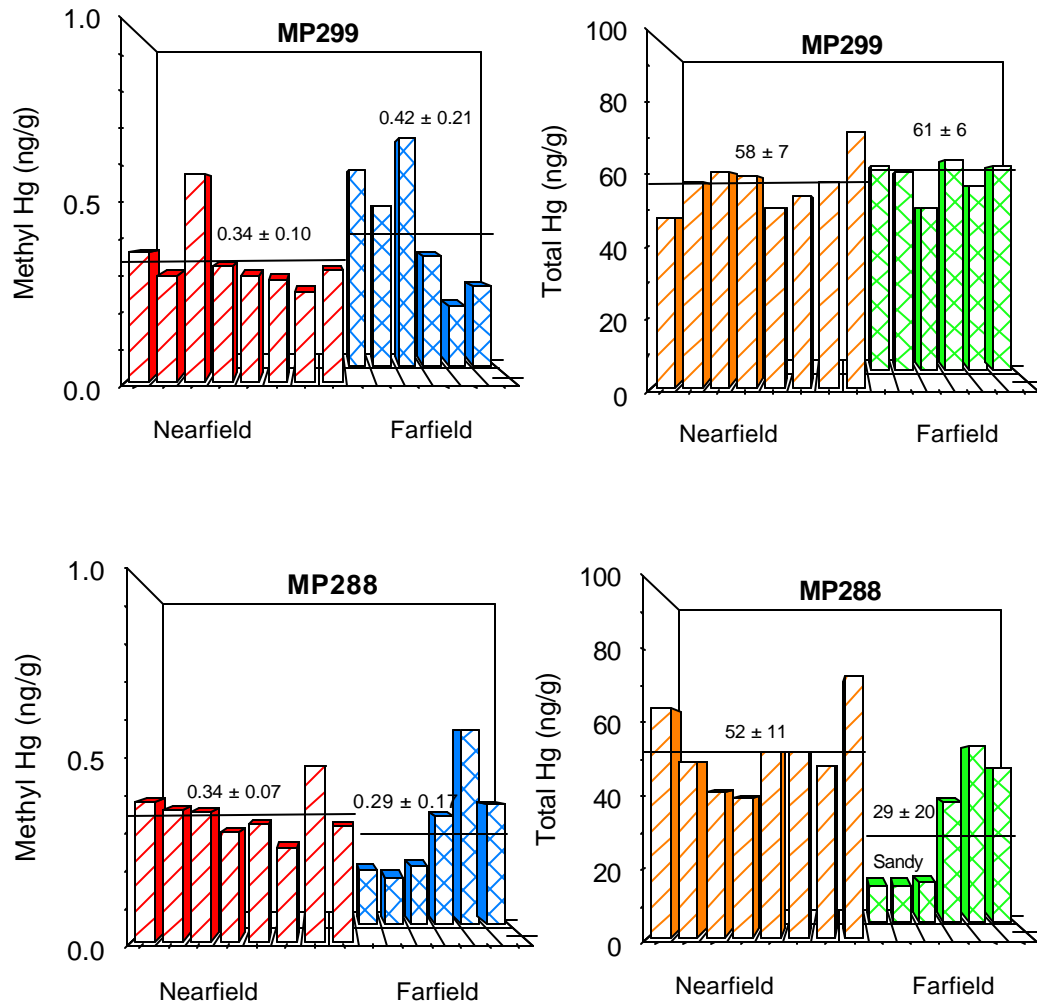 MP299
Methyl Hg (ng/g)
1.0
0.5
0.0
0.34 ± 0.10
0.42 ± 0.21
Nearfield
Farfield
MP299
Total Hg (ng/g)
100
80
60
40
20
0
58 ± 7
61 ± 6
Nearfield
Farfield
MP288
Methyl Hg (ng/g)
1.0
0.5
0.0
0.34 ± 0.07
0.29 ± 0.17
Nearfield
Farfield
MP288
Total Hg (ng/g)
100
80
60
40
20
0
52 ± 11
29 ± 20
Sandy
Nearfield
Farfield